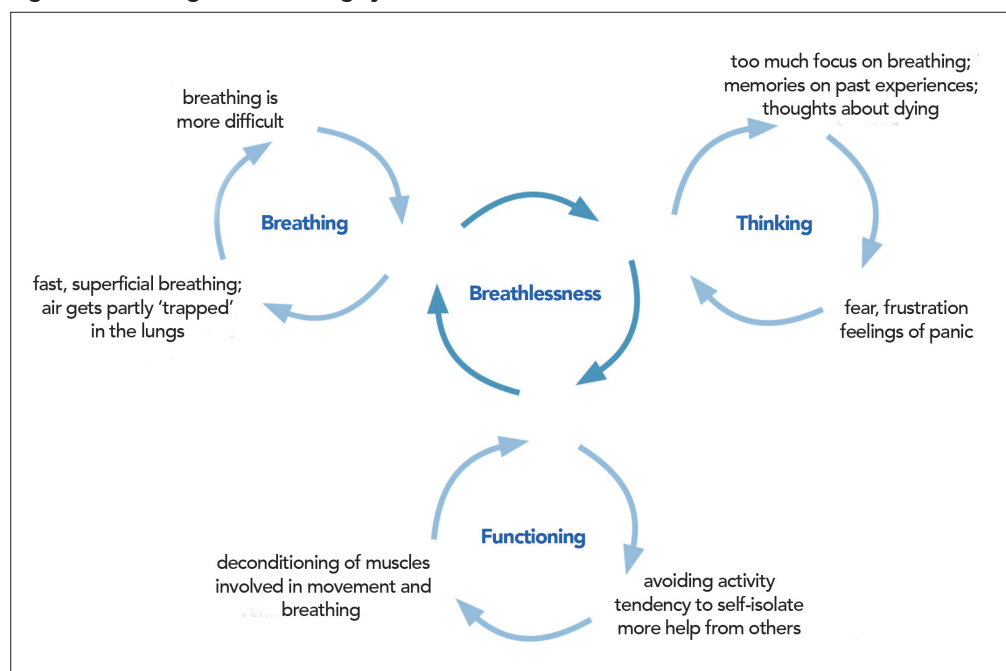 breathing is
more difficult
Breathing
fast, superficial breathing;
air gets partly ‘trapped’
in the lungs
Breathlessness
too much focus on breathing;
memories on past experiences;
thoughts about dying
Thinking
fear, frustration
feelings of panic
Functioning
deconditioning of muscles
involved in movement and
breathing
avoiding activity
tendency to self-isolate
more help from others